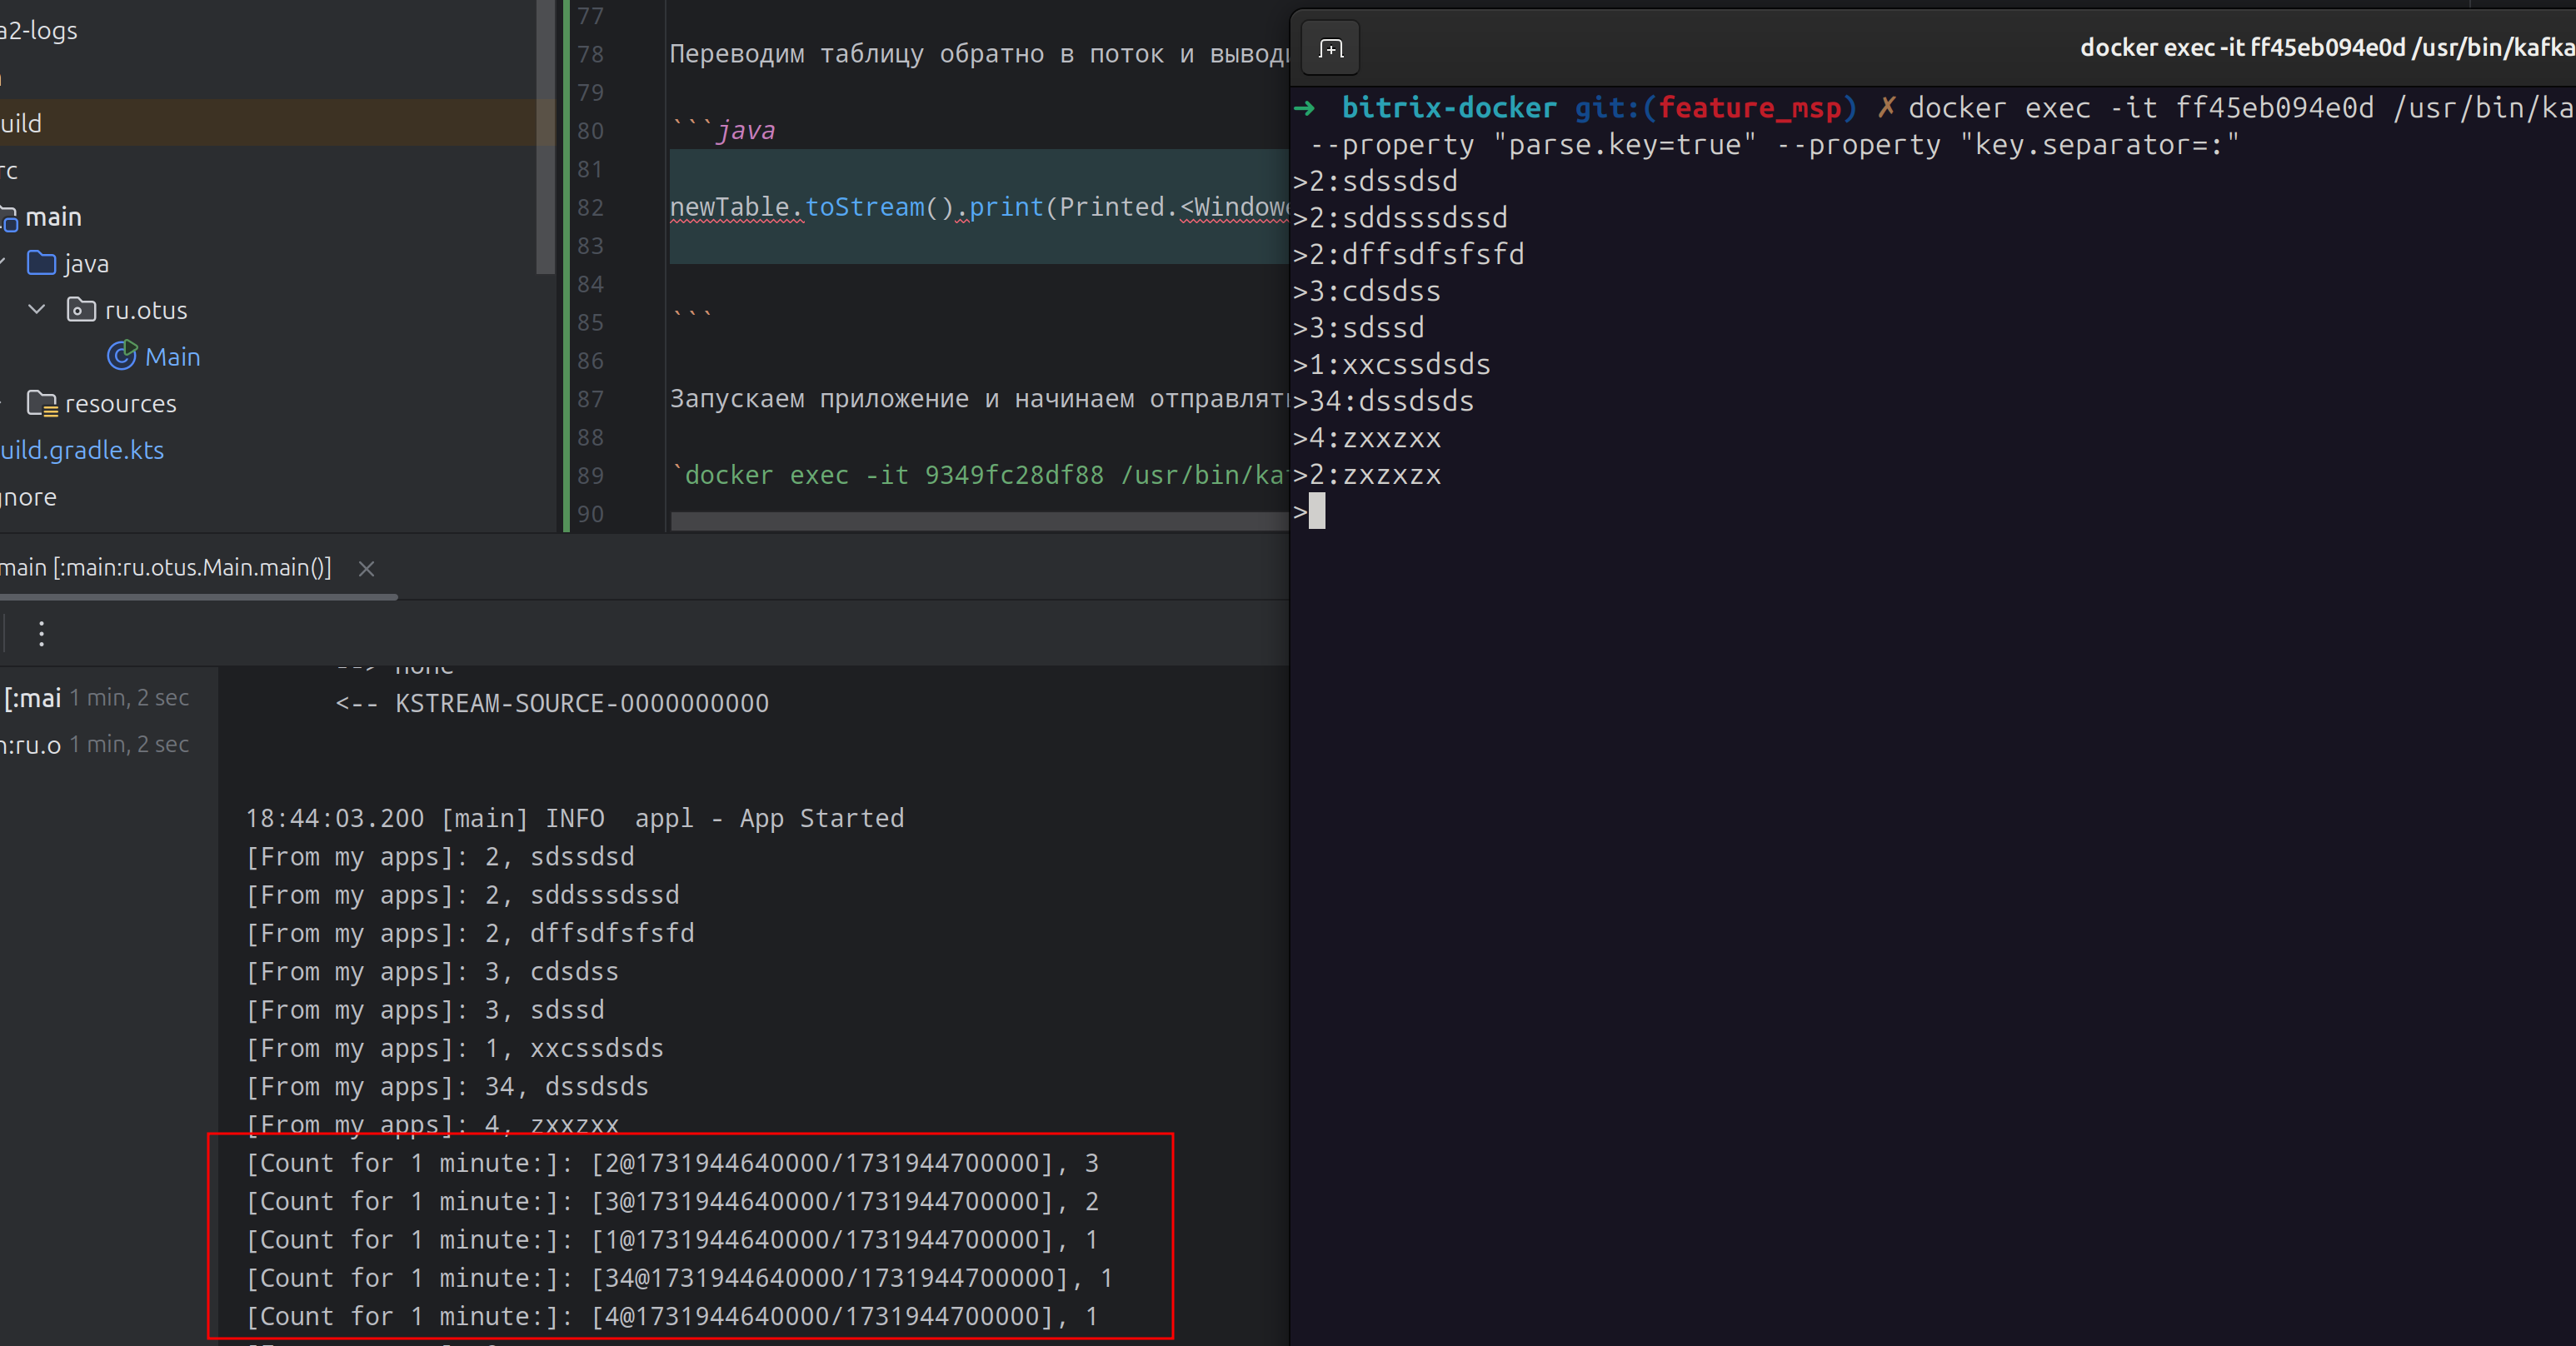 a2-logs
uild
rc
main
java
ru.otus
Main
resources
uild.gradle.kts
nore
77
78 Переводим таблицу обратно в поток и вывод
79
80 ```java
81
82 newTable.toStream().print(Printed.<Windowe
83
84
85 ```
86
87 Запускаем приложение и начинаем отправлят
88
89 `docker exec -it 9349fc28df88 /usr/bin/ka
90
docker exec -it ff45eb094e0d /usr/bin/kafka
➜ bitrix-docker git:(feature_msp) ✗ docker exec -it ff45eb094e0d /usr/bin/ka
--property "parse.key=true" --property "key.separator=:"
>2:sdssdsd
>2:sddsssdssd
>2:dffsdfsfsfd
>3:cdsdss
>3:sdssd
>1:xxcssdsds
>34:dssdsds
>4:zxxzxx
>2:zxzxzx
>
main [:main:ru.otus.Main.main()]
[:mai 1 min, 2 sec
n:ru.o 1 min, 2 sec
--> none
<-- KSTREAM-SOURCE-0000000000
18:44:03.200 [main] INFO  appl - App Started
[From my apps]: 2, sdssdsd
[From my apps]: 2, sddsssdssd
[From my apps]: 2, dffsdfsfsfd
[From my apps]: 3, cdsdss
[From my apps]: 3, sdssd
[From my apps]: 1, xxcssdsds
[From my apps]: 34, dssdsds
[From my apps]: 4, zxxzxx
[Count for 1 minute:]: [2@1731944640000/1731944700000], 3
[Count for 1 minute:]: [3@1731944640000/1731944700000], 2
[Count for 1 minute:]: [1@1731944640000/1731944700000], 1
[Count for 1 minute:]: [34@1731944640000/1731944700000], 1
[Count for 1 minute:]: [4@1731944640000/1731944700000], 1